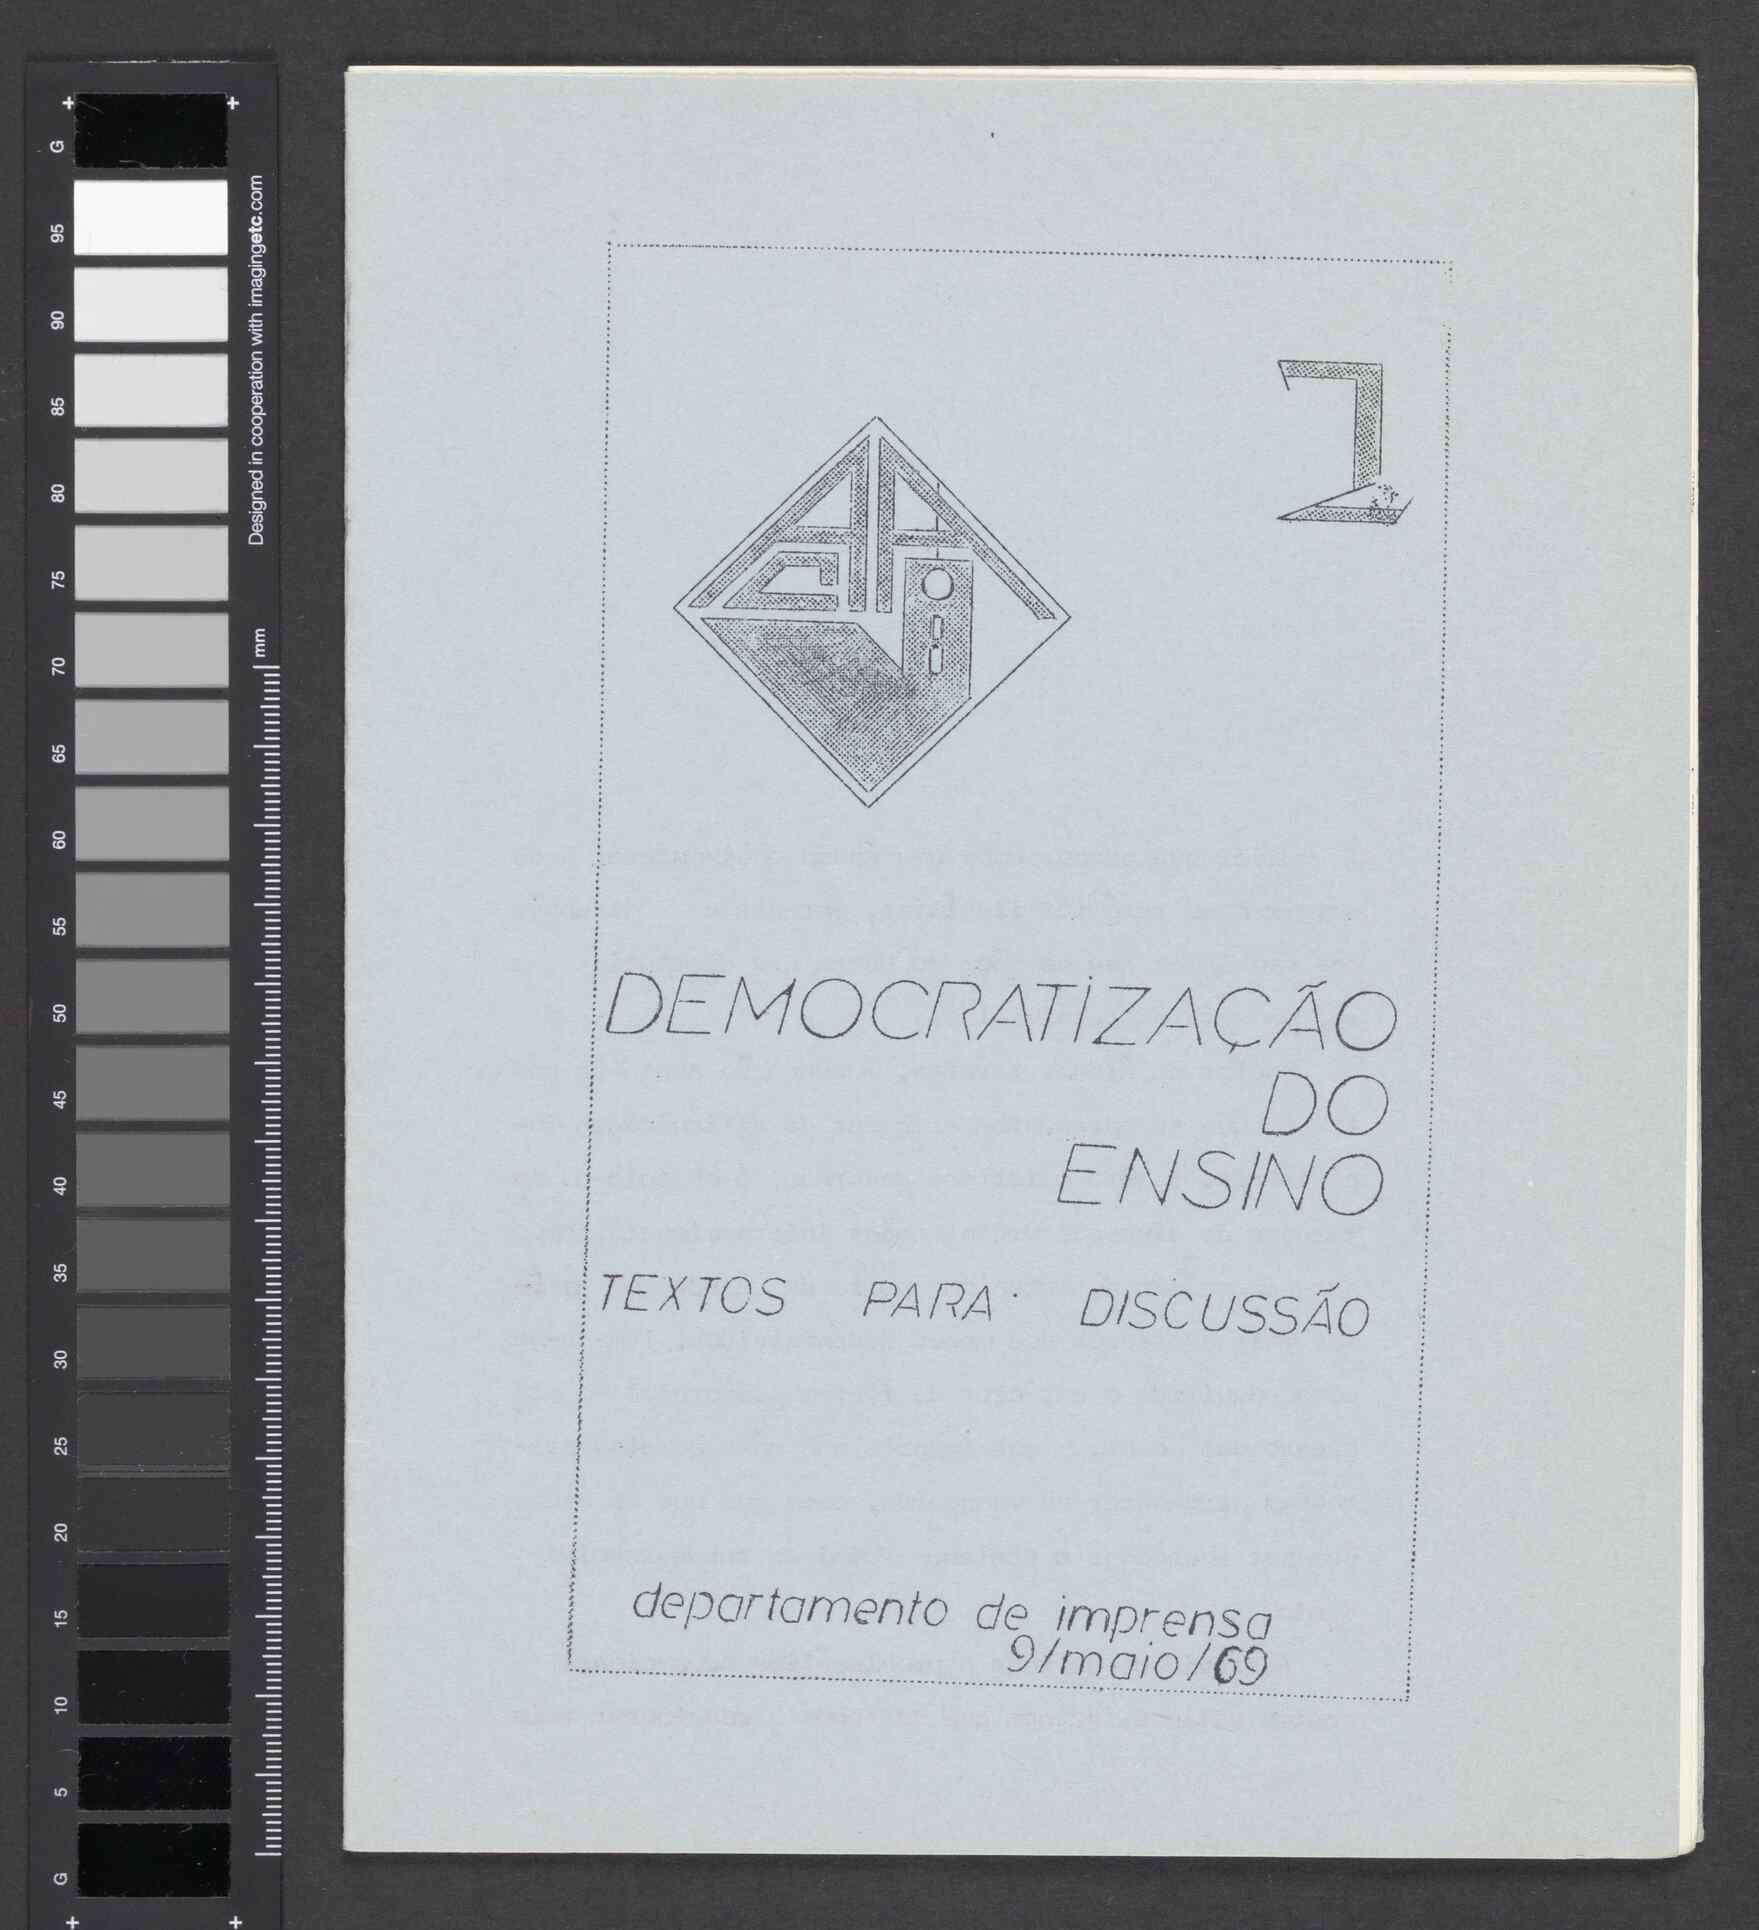 G
95
90
85
80
75
70
65
60
55
50
45
40
35
30
25
20
15
10
5
G
Designed in cooperation with imagingetc.com
mm
1
AAC
DEMOCRATIZAÇÃO
DO
ENSINO
TEXTOS PARA DISCUSSÃO
departamento de imprensa
9/maio/69